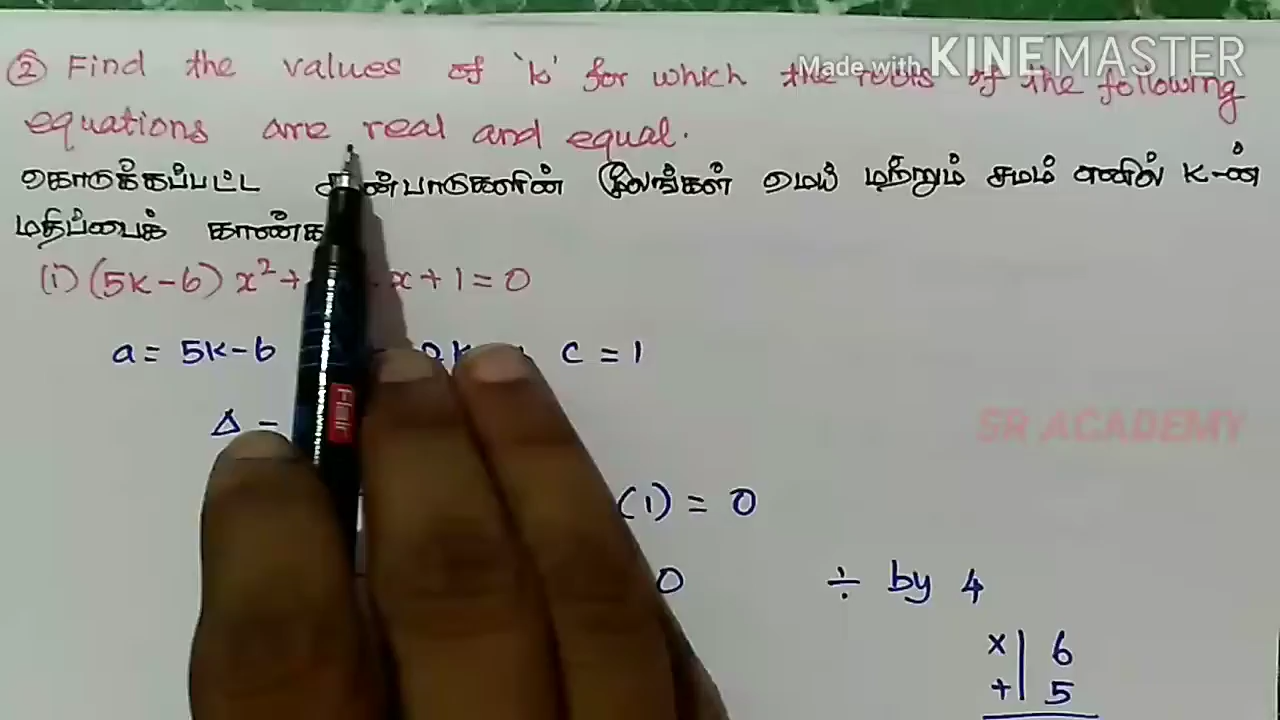 Made with KINEMASTER
② Find the values of 'k' for which the roots of the following
equations are real and equal.
கொடுக்கப்பட்ட சமன்பாடுகளின் மூலங்கள் மெய் மற்றும் சமம் எனில் K-ன்
மதிப்பைக் காண்க
(i) (5k-6) x² + x + 1 = 0
a = 5k-6 c = 1
Δ =
(1) = 0
0 ÷ by 4
× | 6
+ | 5
SR ACADEMY
Flair